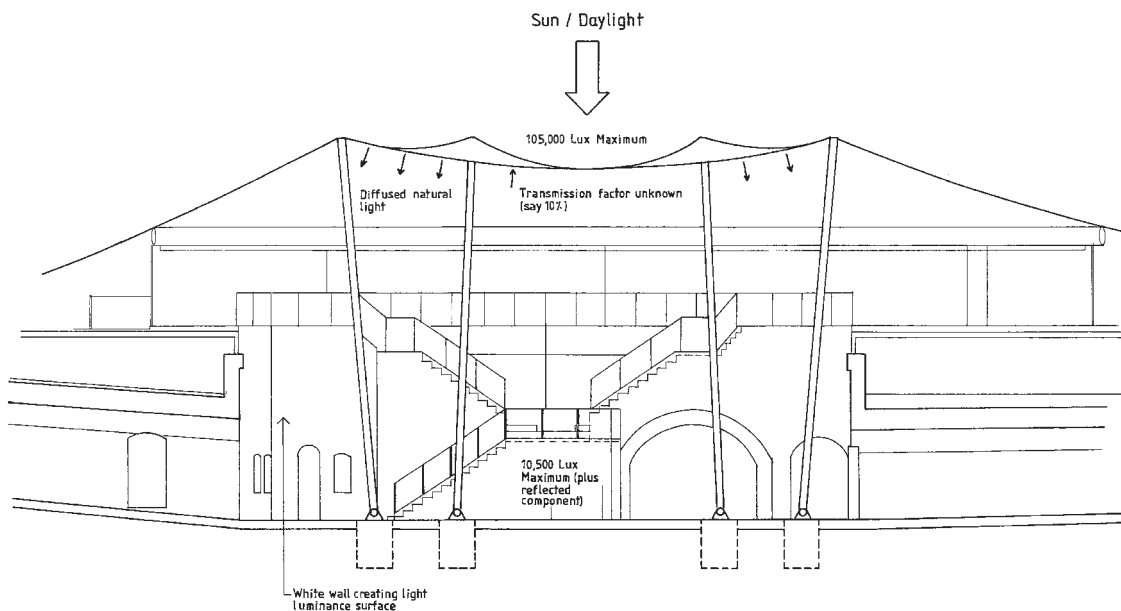 Sun / Daylight
105,000 Lux Maximum
Diffused natural
light
Transmission factor unknown
(say 10%)
10,500 Lux
Maximum (plus
reflected
component)
White wall creating light
luminance surface